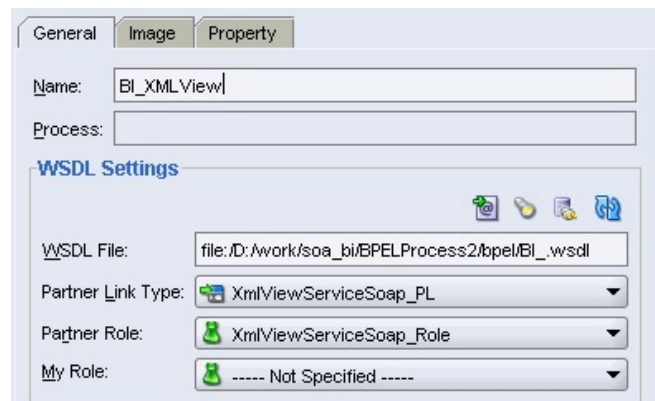 General Image Property
Name: BI_XMLView
Process:
WSDL Settings
WSDL File: file:/D:/work/soa_bi/BPELProcess2/bpel/BI_.wsdl
Partner Link Type: XmlViewServiceSoap_PL
Partner Role: XmlViewServiceSoap_Role
My Role: ----- Not Specified -----